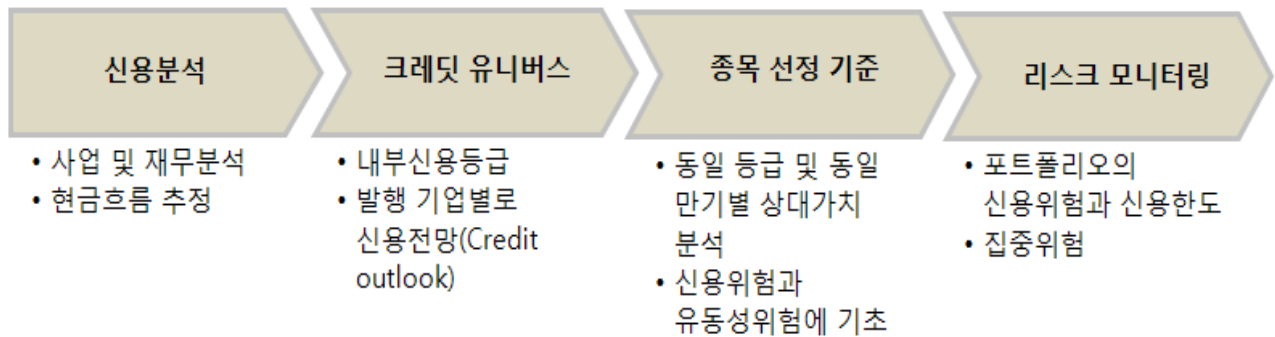 신용분석
크레딧 유니버스
종목 선정 기준
리스크 모니터링
• 사업 및 재무분석
• 현금흐름 추정
• 내부신용등급
• 발행 기업별로
신용전망(Credit
outlook)
• 동일 등급 및 동일
만기별 상대가치
분석
• 신용위험과
유동성위험에 기초
• 포트폴리오의
신용위험과 신용한도
• 집중위험